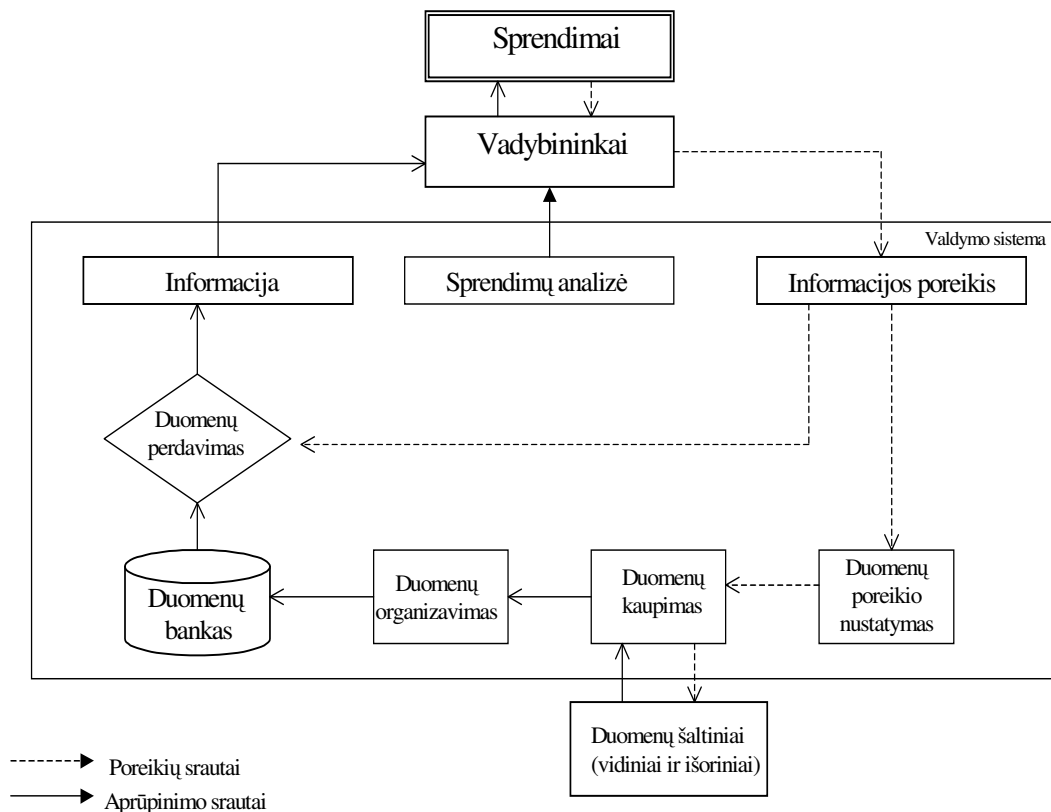 Sprendimai
Vadybininkai
Valdymo sistema
Informacija
Sprendimų analizė
Informacijos poreikis
Duomenų
perdavimas
Duomenų
bankas
Duomenų
organizavimas
Duomenų
kaupimas
Duomenų
poreikio
nustatymas
Duomenų šaltiniai
(vidiniai ir išoriniai)
Poreikių srautai
Aprūpinimo srautai